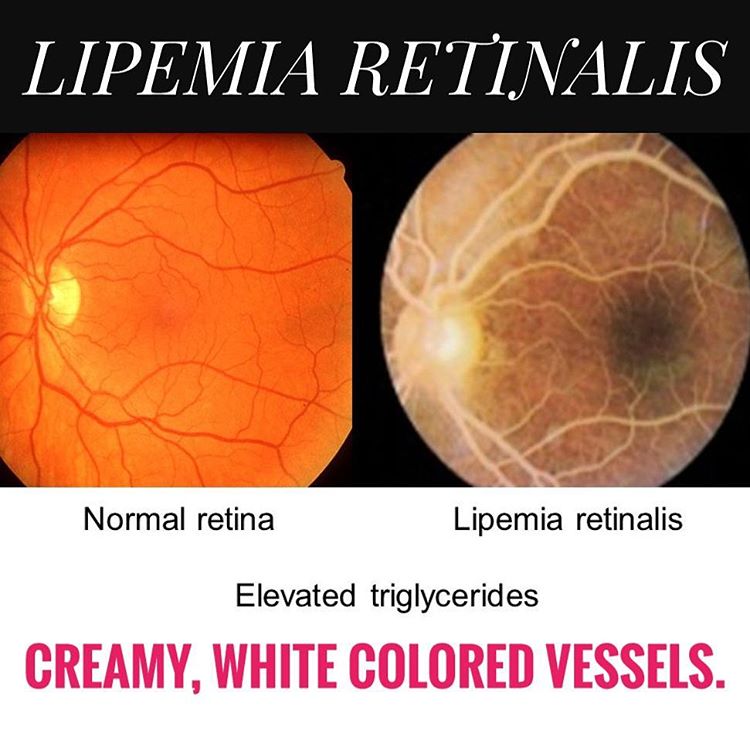 LIPEMIA RETINALIS
Normal retina
Lipemia retinalis
Elevated triglycerides
CREAMY, WHITE COLORED VESSELS.